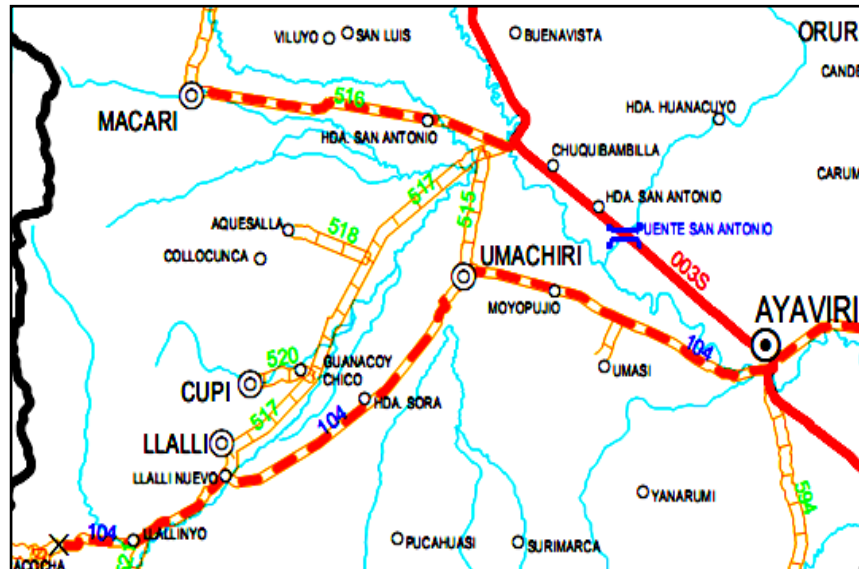 VILUYO
SAN LUIS
BUENAVISTA
ORUR
CANDE
516
MACARI
HDA. SAN ANTONIO
HDA. HUANACUYO
CHUQUIBAMBILLA
CARUM
517
515
HDA. SAN ANTONIO
AQUESALLA
518
PUENTE SAN ANTONIO
COLLOCUNCA
UMACHIRI
003S
MOYOPUJIO
AYAVIRI
104
520
GUANACOY
CHICO
UMASI
CUPI
517
104
HDA. SORA
LLALLI
LLALLI NUEVO
594
YANARUMI
104
LLALLINYO
PUCAHUASI
SURIMARCA
ACOCHA